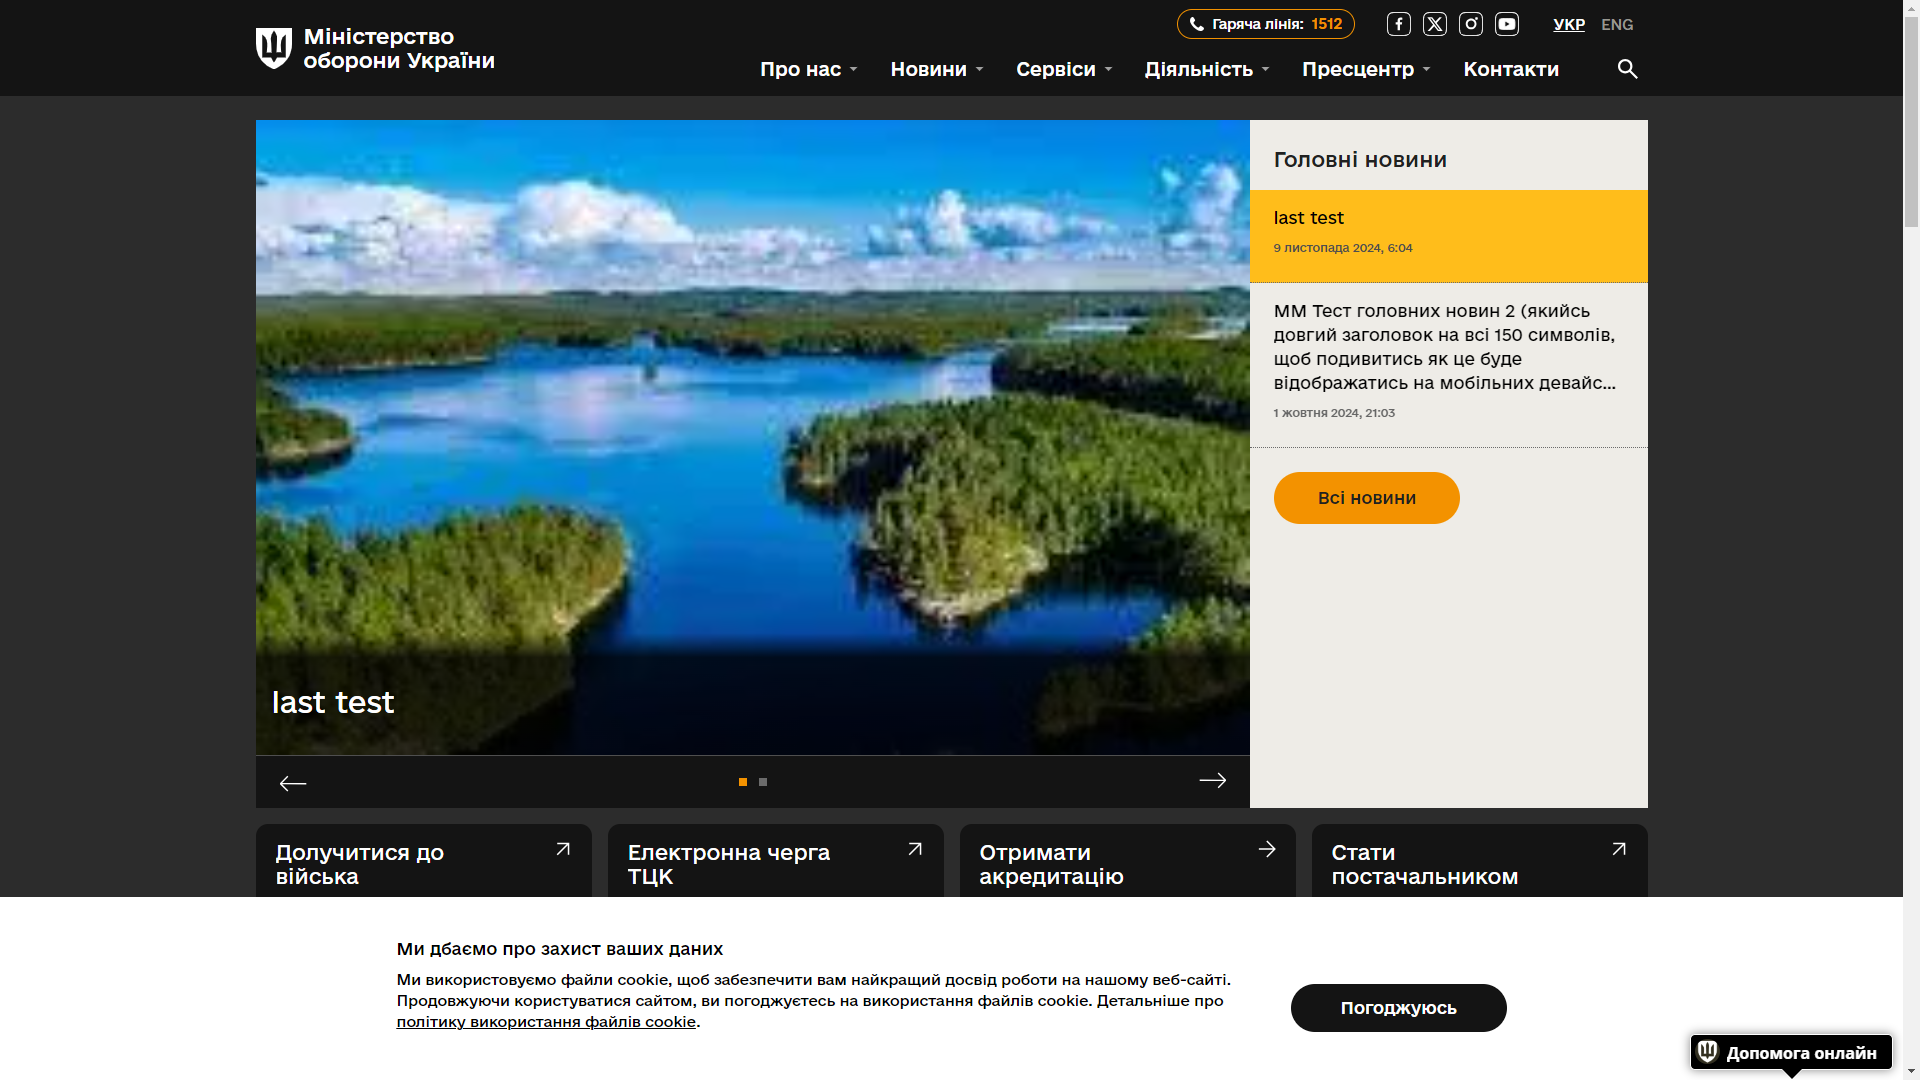 Міністерство
оборони України
Гаряча лінія: 1512
УКР ENG
Про нас
Новини
Сервіси
Діяльність
Пресцентр
Контакти
last test
Головні новини
last test
9 листопада 2024, 6:04
ММ Тест головних новин 2 (якийсь
довгий заголовок на всі 150 символів,
щоб подивитись як це буде
відображатись на мобільних девайс...
1 жовтня 2024, 21:03
Всі новини
Долучитися до
війська
Електронна черга
ТЦК
Отримати
акредитацію
Стати
постачальником
Ми дбаємо про захист ваших даних
Ми використовуємо файли cookie, щоб забезпечити вам найкращий досвід роботи на нашому веб-сайті.
Продовжуючи користуватися сайтом, ви погоджуєтесь на використання файлів cookie. Детальніше про
політику використання файлів cookie.
Погоджуюсь
Допомога онлайн